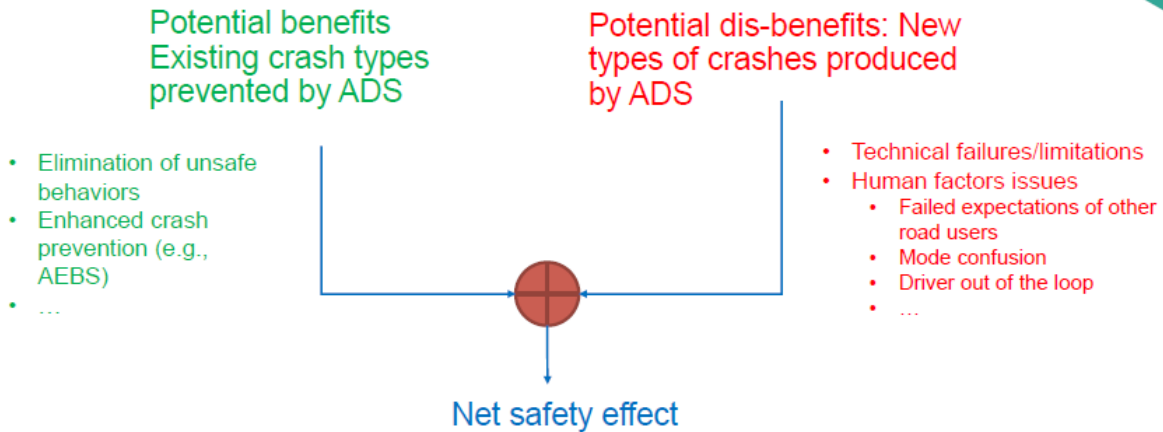 Potential benefits
Existing crash types
prevented by ADS
• Elimination of unsafe
behaviors
• Enhanced crash
prevention (e.g.,
AEBS)
• …
Potential dis-benefits: New
types of crashes produced
by ADS
• Technical failures/limitations
• Human factors issues
• Failed expectations of other
road users
• Mode confusion
• Driver out of the loop
• …
Net safety effect